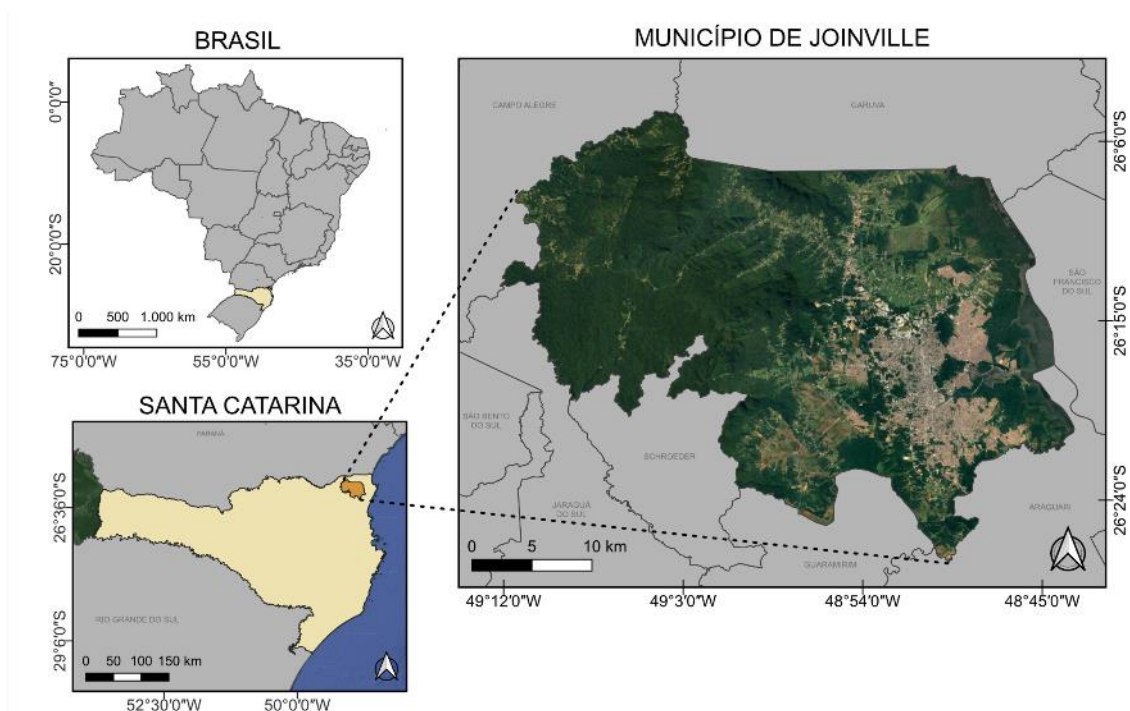 BRASIL
0°0'0"
20°0'0"S
0 500 1.000 km
75°0'0"W 55°0'0"W 35°0'0"W
SANTA CATARINA
PARANÁ
26°36'0"S
RIO GRANDE DO SUL
29°6'0"S
0 50 100 150 km
52°30'0"W 50°0'0"W
MUNICÍPIO DE JOINVILLE
CAMPO ALEGRE
GARUVA
26°6'0"S
SÃO
FRANCISCO
DO SUL
26°15'0"S
SÃO BENTO
DO SUL
SCHROEDER
JARAGUÁ
DO SUL
26°24'0"S
ARAQUARI
0 5 10 km
GUARAMIRIM
49°12'0"W 49°3'0"W 48°54'0"W 48°45'0"W